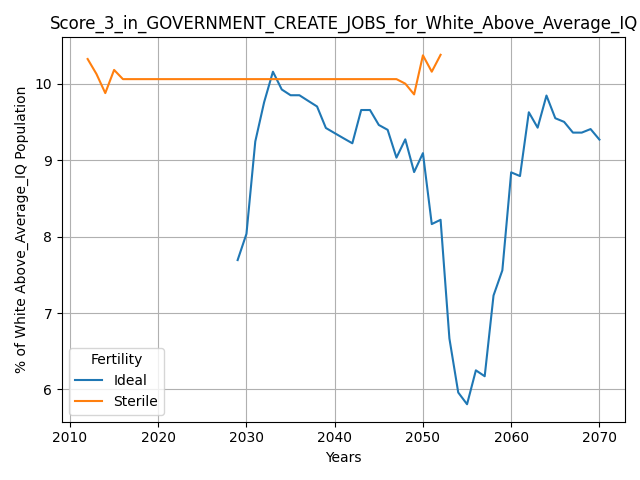 Score_3_in_GOVERNMENT_CREATE_JOBS_for_White_Above_Average_IQ
% of White Above_Average_IQ Population
10
9
8
7
6
Fertility
Ideal
Sterile
2010 2020 2030 2040 2050 2060 2070
Years